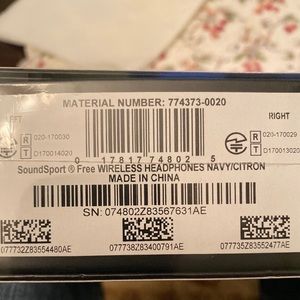 MATERIAL NUMBER: 774373-0020
LEFT
RIGHT
R 020-170030
T D170014020
R 020-170029
T D170013020
0 17817 74802 5
SoundSport ® Free WIRELESS HEADPHONES NAVY/CITRON
MADE IN CHINA
SN: 074802Z83567631AE
077732Z83554480AE
077738Z83400791AE
077735Z83552477AE